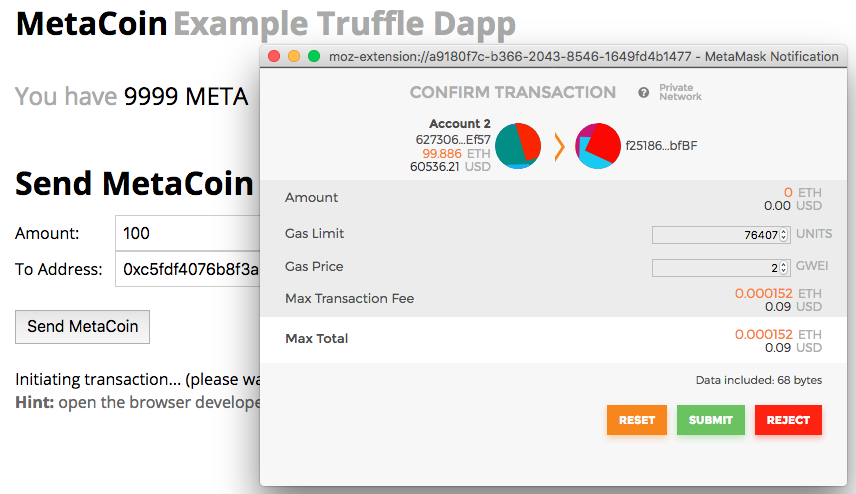 MetaCoin Example Truffle Dapp
You have 9999 META
Send MetaCoin
Amount: 100
To Address: 0xc5fdf4076b8f3a
Send MetaCoin
Initiating transaction... (please wa
Hint: open the browser develope
moz-extension://a9180f7c-b366-2043-8546-1649fd4b1477 - MetaMask Notification
CONFIRM TRANSACTION
? Private
Network
Account 2
627306...Ef57
99.886 ETH
60536.21 USD
f25186...bfBF
Amount
0 ETH
0.00 USD
Gas Limit
76407 UNITS
Gas Price
2 GWEI
Max Transaction Fee
0.000152 ETH
0.09 USD
Max Total
0.000152 ETH
0.09 USD
Data included: 68 bytes
RESET SUBMIT REJECT